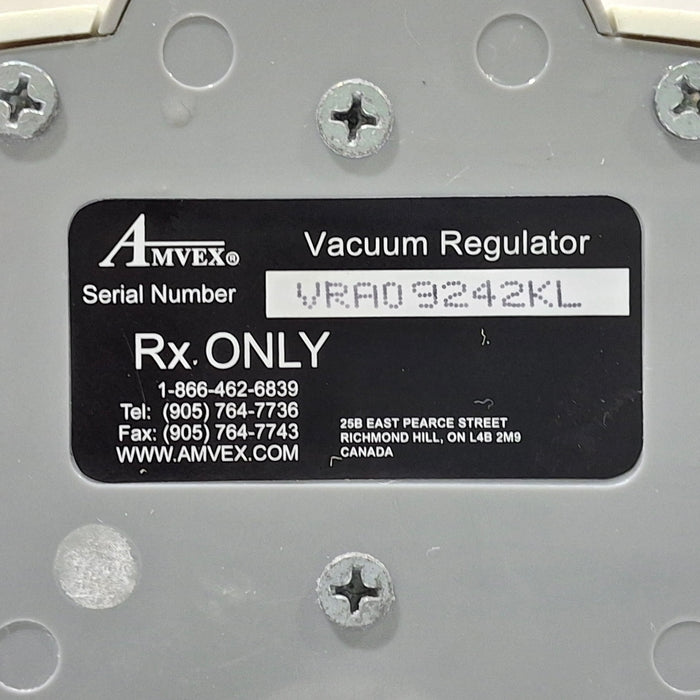 AMVEX®
Vacuum Regulator
Serial Number VRA09242KL
Rx ONLY
1-866-462-6839
Tel: (905) 764-7736
Fax: (905) 764-7743
WWW.AMVEX.COM
25B EAST PEARCE STREET
RICHMOND HILL, ON L4B 2M9
CANADA